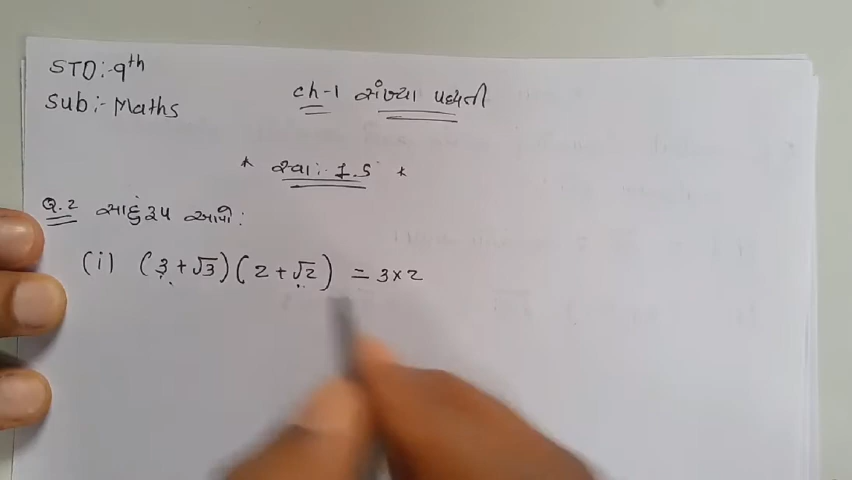 STD:-9th
Sub:- Maths
ch-1 સંખ્યા પદ્ધતી
* સ્વા:- 1.5 *
Q.2 સાદુંરૂપ આપો:
(i) (3+√3)(2+√2) = 3×2